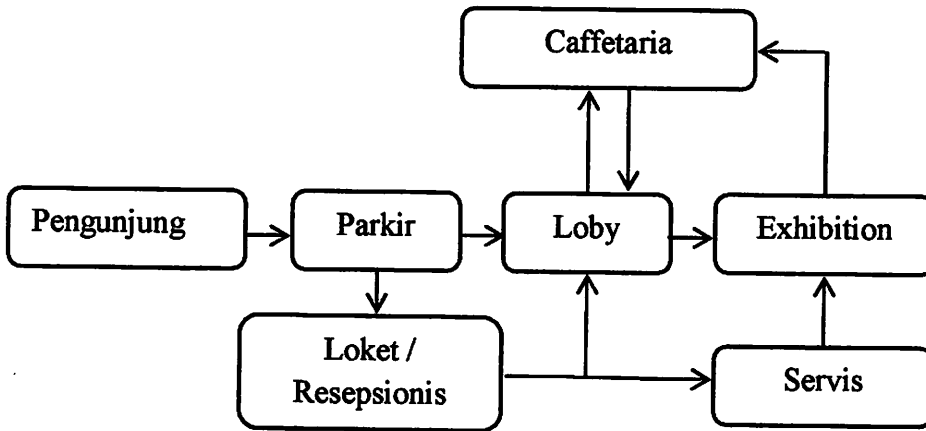 Caffetaria
Pengunjung
Parkir
Loby
Exhibition
Loket /
Resepsionis
Servis